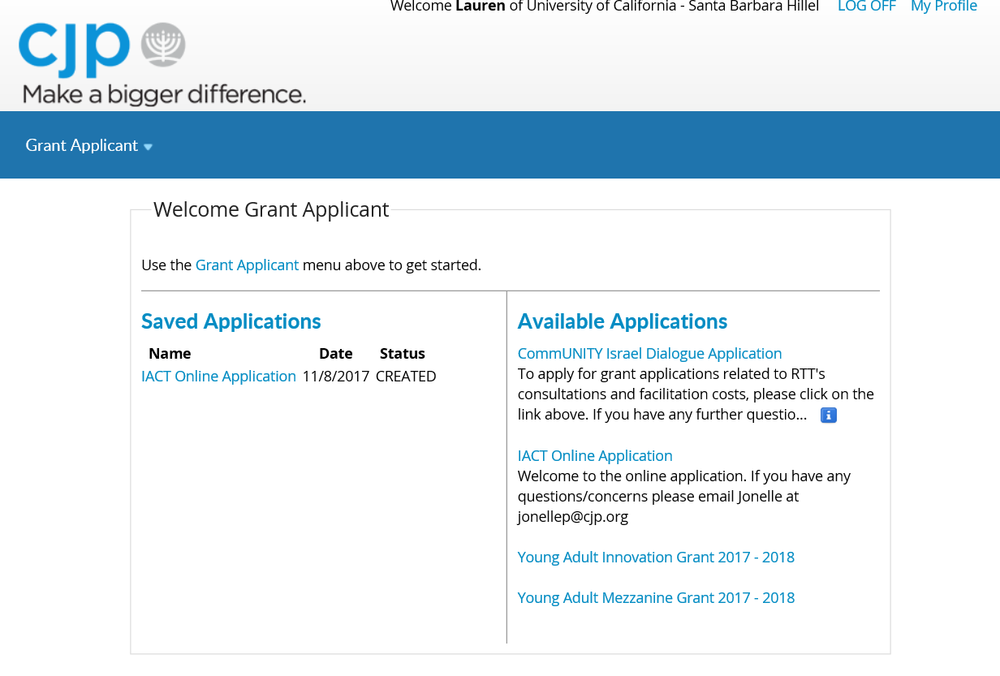 Welcome Lauren of University of California - Santa Barbara Hillel LOG OFF My Profile
cjp
Make a bigger difference.
Grant Applicant
Welcome Grant Applicant
Use the Grant Applicant menu above to get started.
Saved Applications
Name Date Status
IACT Online Application 11/8/2017 CREATED
Available Applications
CommUNITY Israel Dialogue Application
To apply for grant applications related to RTT's
consultations and facilitation costs, please click on the
link above. If you have any further questio...
IACT Online Application
Welcome to the online application. If you have any
questions/concerns please email Jonelle at
jonellep@cjp.org
Young Adult Innovation Grant 2017 - 2018
Young Adult Mezzanine Grant 2017 - 2018